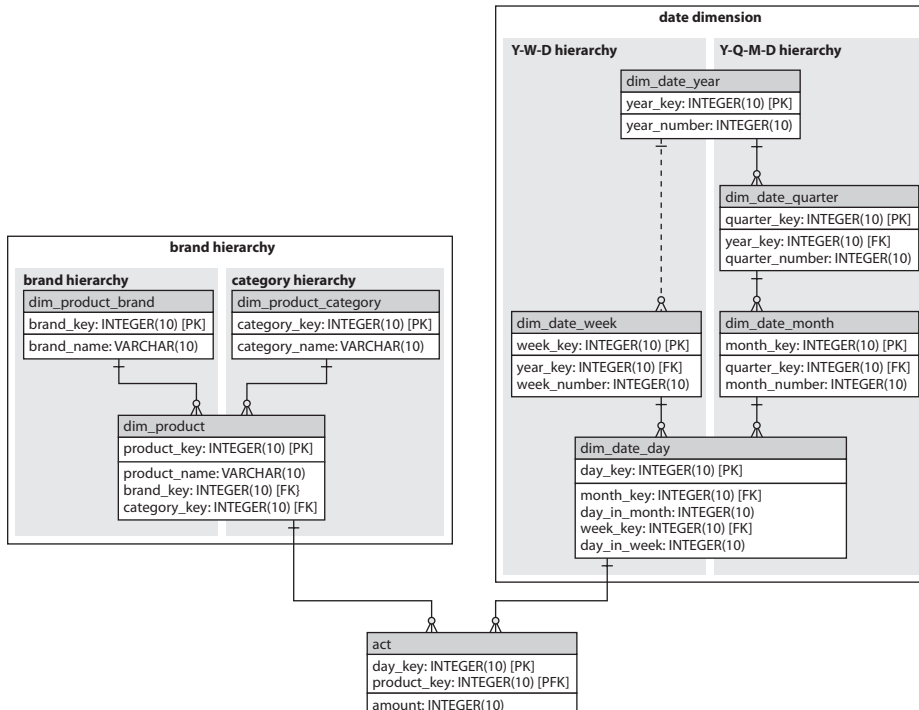 date dimension
Y-W-D hierarchy
Y-Q-M-D hierarchy
dim_date_year
year_key: INTEGER(10) [PK]
year_number: INTEGER(10)
dim_date_quarter
quarter_key: INTEGER(10) [PK]
year_key: INTEGER(10) [FK]
quarter_number: INTEGER(10)
brand hierarchy
brand hierarchy
category hierarchy
dim_product_brand
brand_key: INTEGER(10) [PK]
brand_name: VARCHAR(10)
dim_product_category
category_key: INTEGER(10) [PK]
category_name: VARCHAR(10)
dim_date_week
week_key: INTEGER(10) [PK]
year_key: INTEGER(10) [FK]
week_number: INTEGER(10)
dim_date_month
month_key: INTEGER(10) [PK]
quarter_key: INTEGER(10) [FK]
month_number: INTEGER(10)
dim_product
product_key: INTEGER(10) [PK]
product_name: VARCHAR(10)
brand_key: INTEGER(10) [FK}
category_key: INTEGER(10) [FK]
dim_date_day
day_key: INTEGER(10) [PK]
month_key: INTEGER(10) [FK]
day_in_month: INTEGER(10)
week_key: INTEGER(10) [FK]
day_in_week: INTEGER(10)
act
day_key: INTEGER(10) [PK]
product_key: INTEGER(10) [PFK]
amount: INTEGER(10)